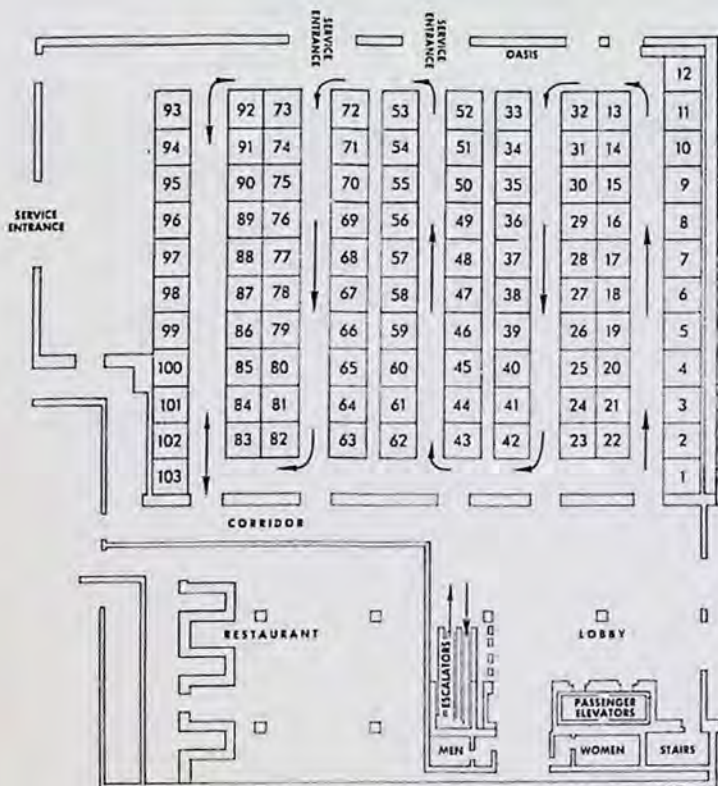 SERVICE
ENTRANCE
SERVICE
ENTRANCE
OASIS
12
93 92 73 72 53 52 33 32 13 11
94 91 74 71 54 51 34 31 14 10
95 90 75 70 55 50 35 30 15 9
SERVICE
ENTRANCE
96 89 76 69 56 49 36 29 16 8
97 88 77 68 57 48 37 28 17 7
98 87 78 67 58 47 38 27 18 6
99 86 79 66 59 46 39 26 19 5
100 85 80 65 60 45 40 25 20 4
101 84 81 64 61 44 41 24 21 3
102 83 82 63 62 43 42 23 22 2
103 1
CORRIDOR
RESTAURANT
ESCALATORS
LOBBY
PASSENGER
ELEVATORS
MEN
WOMEN
STAIRS